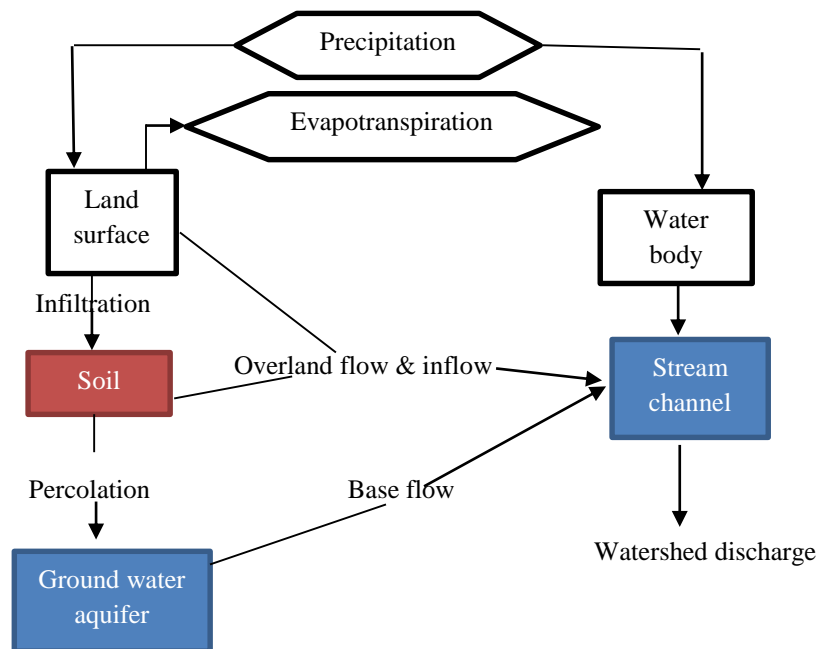 Precipitation
Evapotranspiration
Land
surface
Water
body
Infiltration
Soil
Overland flow & inflow
Stream
channel
Percolation
Base flow
Watershed discharge
Ground water
aquifer